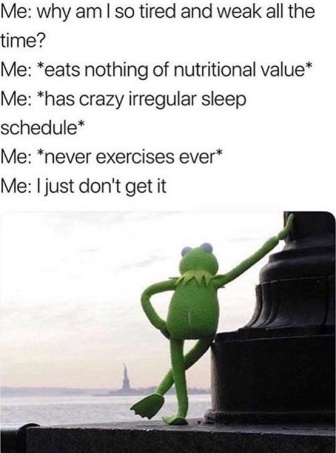 Me: why am I so tired and weak all the
time?
Me: *eats nothing of nutritional value*
Me: *has crazy irregular sleep
schedule*
Me: *never exercises ever*
Me: I just don't get it